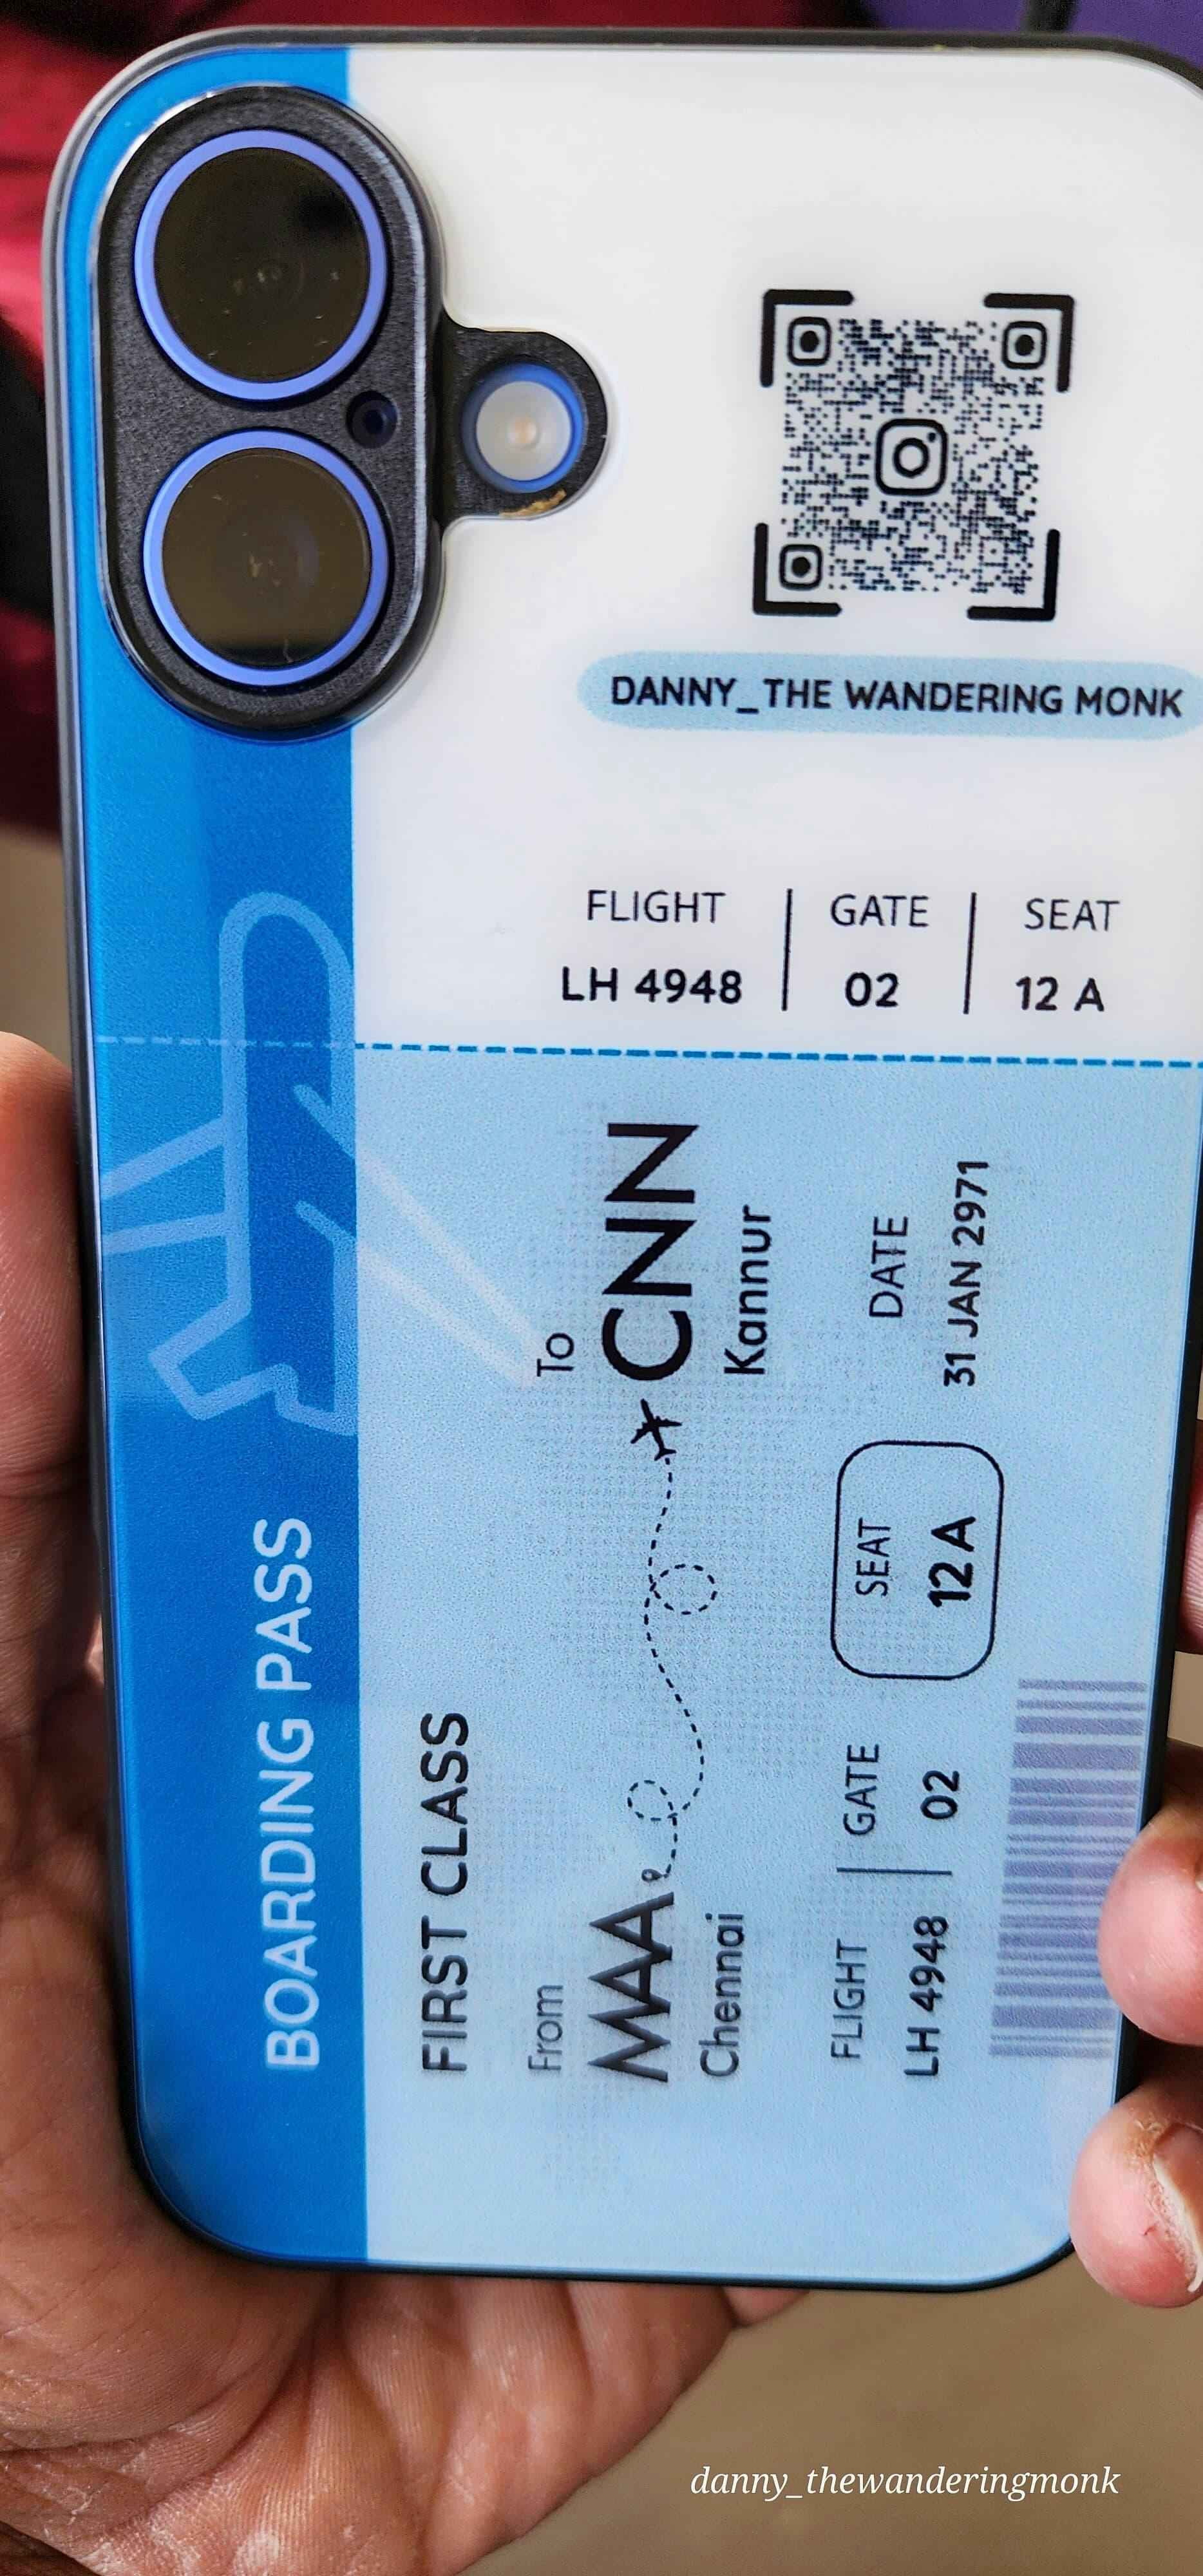 DANNY_THE WANDERING MONK
FLIGHT GATE SEAT
LH 4948 02 12 A
BOARDING PASS
FIRST CLASS
From To
MAA CNN
Chennai Kannur
FLIGHT GATE SEAT DATE
LH 4948 02 12 A 31 JAN 2971
danny_thewanderingmonk